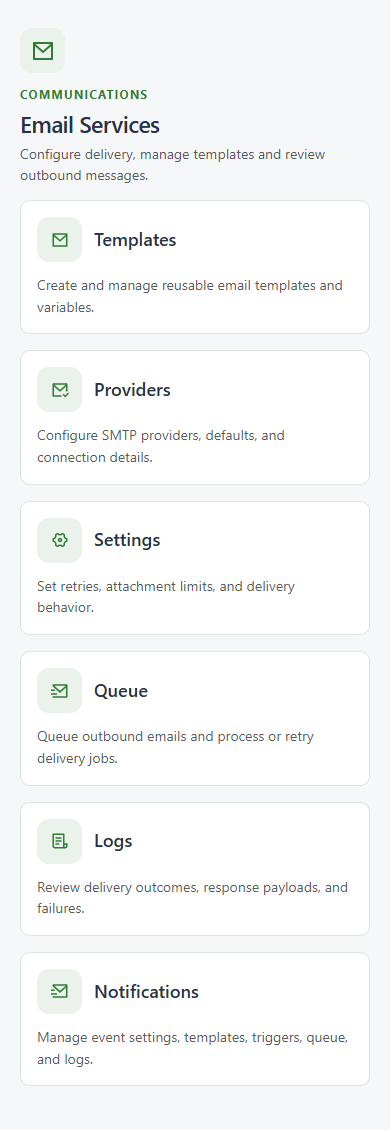 COMMUNICATIONS
Email Services
Configure delivery, manage templates and review
outbound messages.
Templates
Create and manage reusable email templates and
variables.
Providers
Configure SMTP providers, defaults, and
connection details.
Settings
Set retries, attachment limits, and delivery
behavior.
Queue
Queue outbound emails and process or retry
delivery jobs.
Logs
Review delivery outcomes, response payloads, and
failures.
Notifications
Manage event settings, templates, triggers, queue,
and logs.